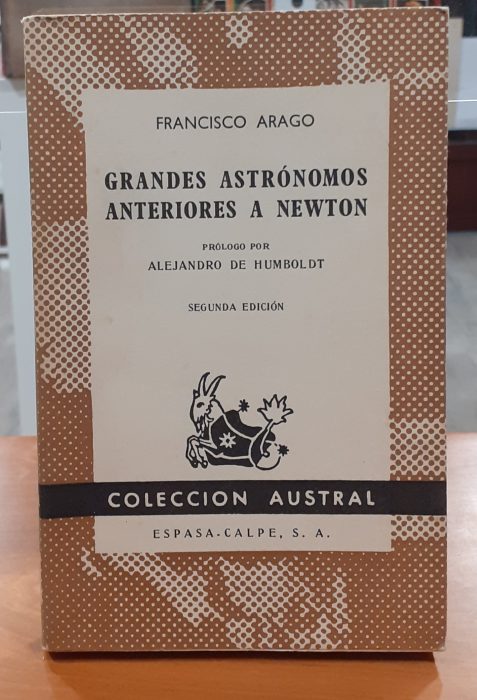 FRANCISCO ARAGO
GRANDES ASTRÓNOMOS
ANTERIORES A NEWTON
PRÓLOGO POR
ALEJANDRO DE HUMBOLDT
SEGUNDA EDICIÓN
COLECCION AUSTRAL
ESPASA-CALPE, S. A.